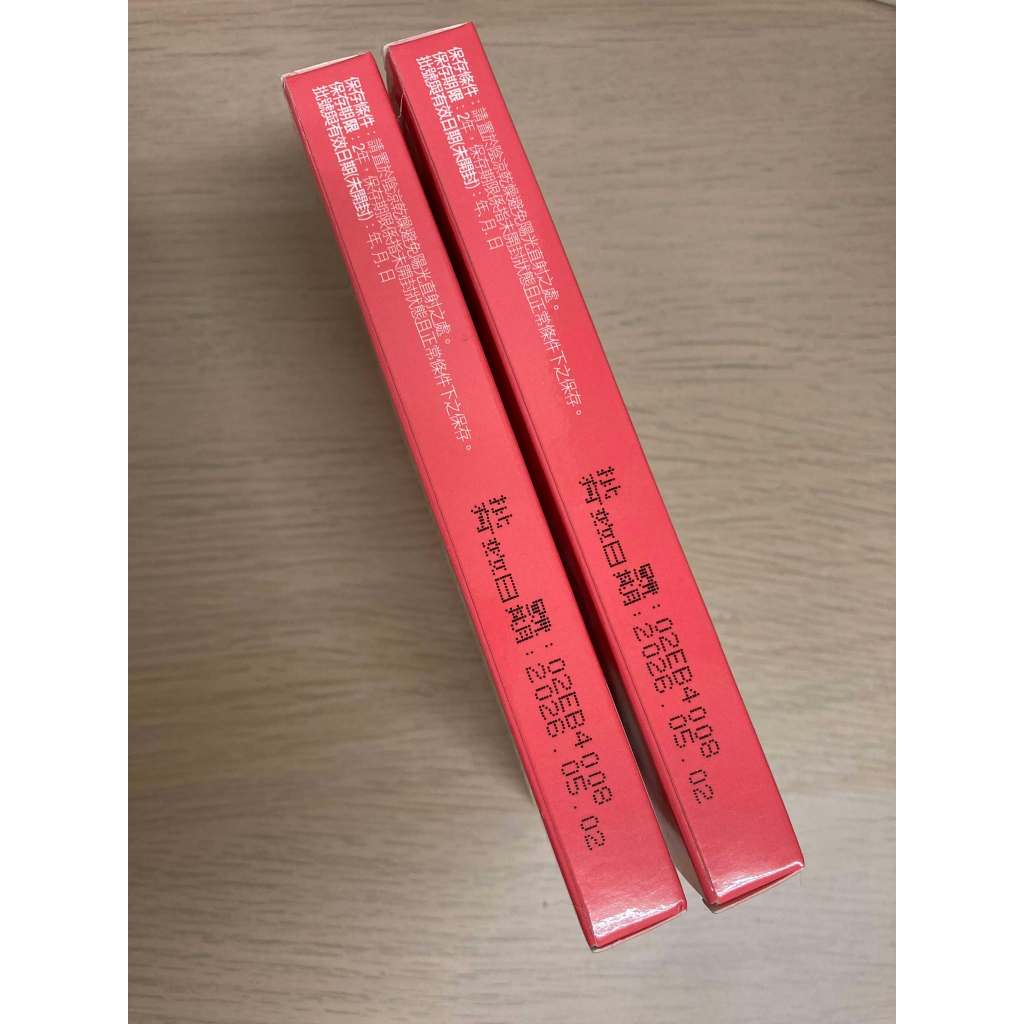 保存條件：請置於陰涼乾燥避免陽光直射之處。
保存期限：2年，保存期限係指未開封狀態且正常條件下之保存。
批號與有效日期(未開封)：年.月.日
批號：02EB4008
有效日期：2026.05.02
保存條件：請置於陰涼乾燥避免陽光直射之處。
保存期限：2年，保存期限係指未開封狀態且正常條件下之保存。
批號與有效日期(未開封)：年.月.日
批號：02EB4008
有效日期：2026.05.02